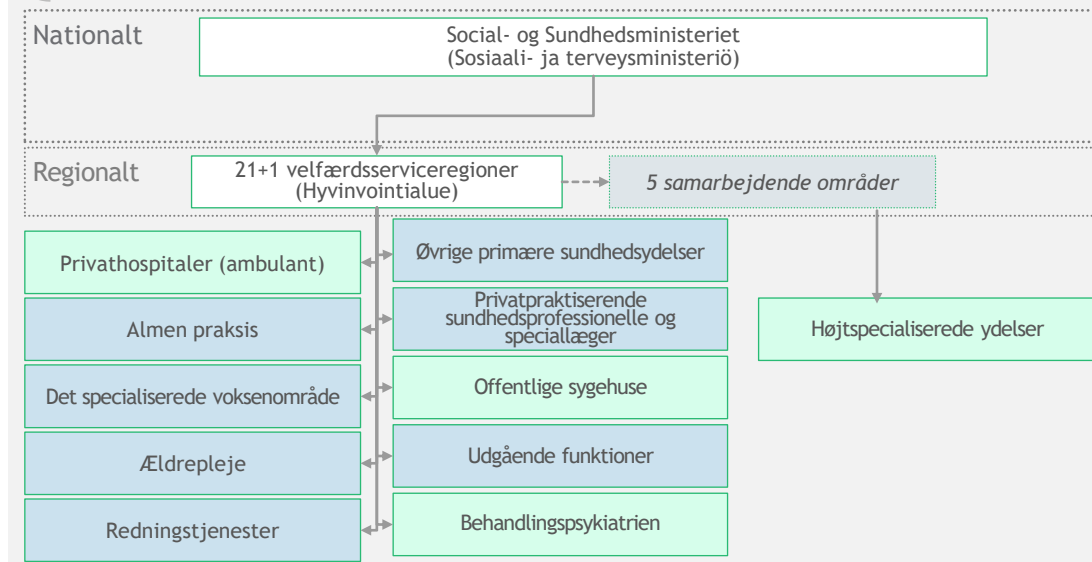 Nationalt
Social- og Sundhedsministeriet
(Sosiaali- ja terveysministeriö)
Regionalt
21+1 velfærdsserviceregioner
(Hyvinvointialue)
5 samarbejdende områder
Privathospitaler (ambulant)
Øvrige primære sundhedsydelser
Almen praksis
Privatpraktiserende
sundhedsprofessionelle og
speciallæger
Højtspecialiserede ydelser
Det specialiserede voksenområde
Offentlige sygehuse
Ældrepleje
Udgående funktioner
Redningstjenester
Behandlingspsykiatrien